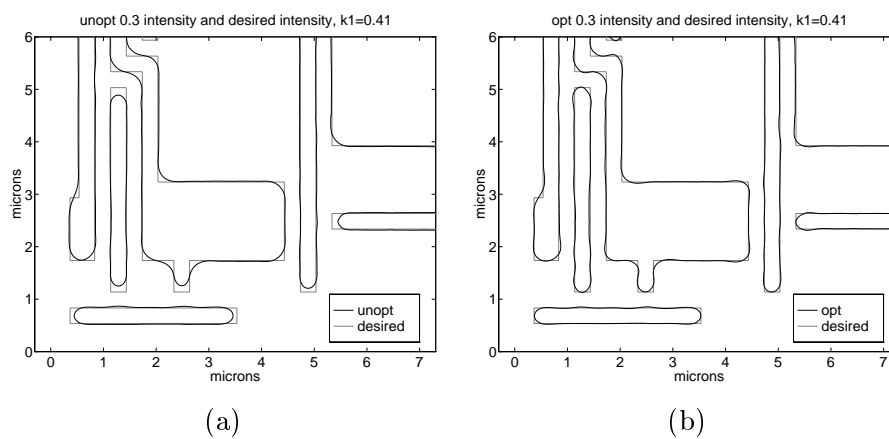 unopt 0.3 intensity and desired intensity, k1=0.41
6
5
4
3
2
1
0
microns
0 1 2 3 4 5 6 7
microns
unopt
desired
(a)
opt 0.3 intensity and desired intensity, k1=0.41
6
5
4
3
2
1
0
microns
0 1 2 3 4 5 6 7
microns
opt
desired
(b)